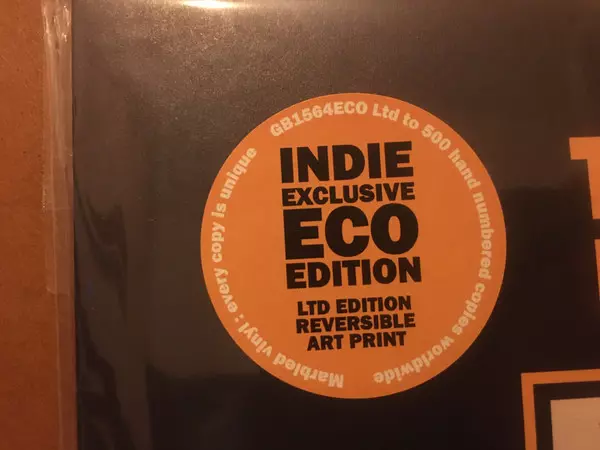 GB1564ECO Ltd to 500 hand numbered copies worldwide
Marbled vinyl : every copy is unique
INDIE
EXCLUSIVE
ECO
EDITION
LTD EDITION
REVERSIBLE
ART PRINT